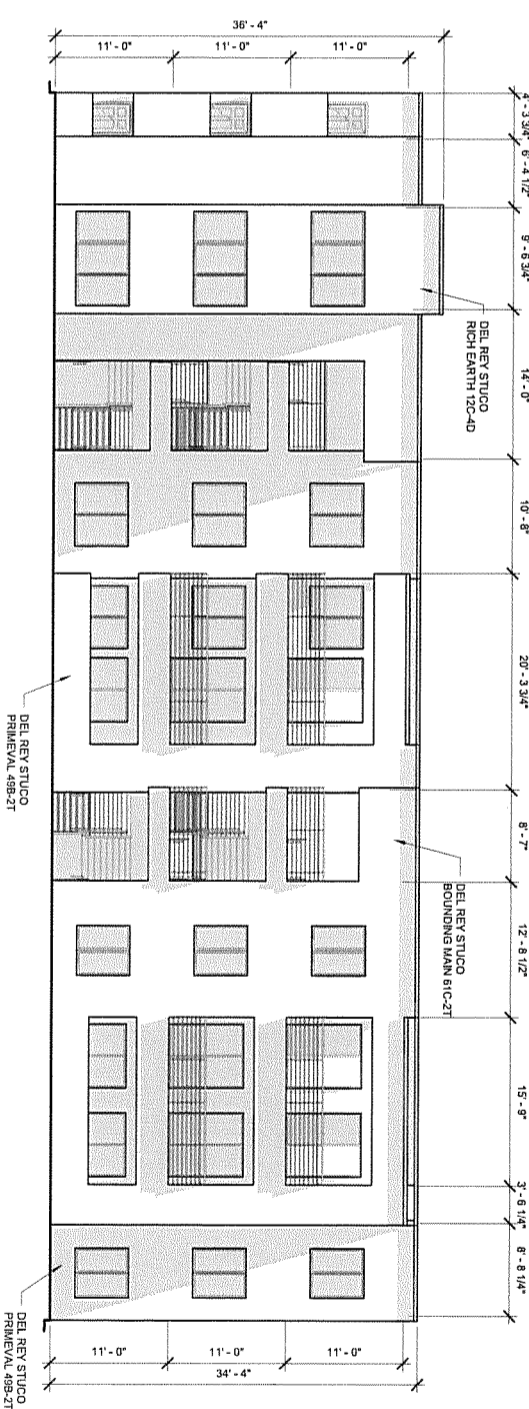 36' - 4"
11' - 0"
11' - 0"
11' - 0"
4' - 3 3/4"
6' - 4 1/2"
9' - 6 3/4"
14' - 0"
10' - 8"
20' - 3 3/4"
8' - 7"
12' - 8 1/2"
15' - 9"
3' - 6 1/4"
8' - 8 1/4"
DEL REY STUCO
RICH EARTH 12C-4D
DEL REY STUCO
PRIMEVAL 49B-2T
DEL REY STUCO
BOUNDING MAIN 61C-2T
DEL REY STUCO
PRIMEVAL 49B-2T
11' - 0"
11' - 0"
11' - 0"
34' - 4"